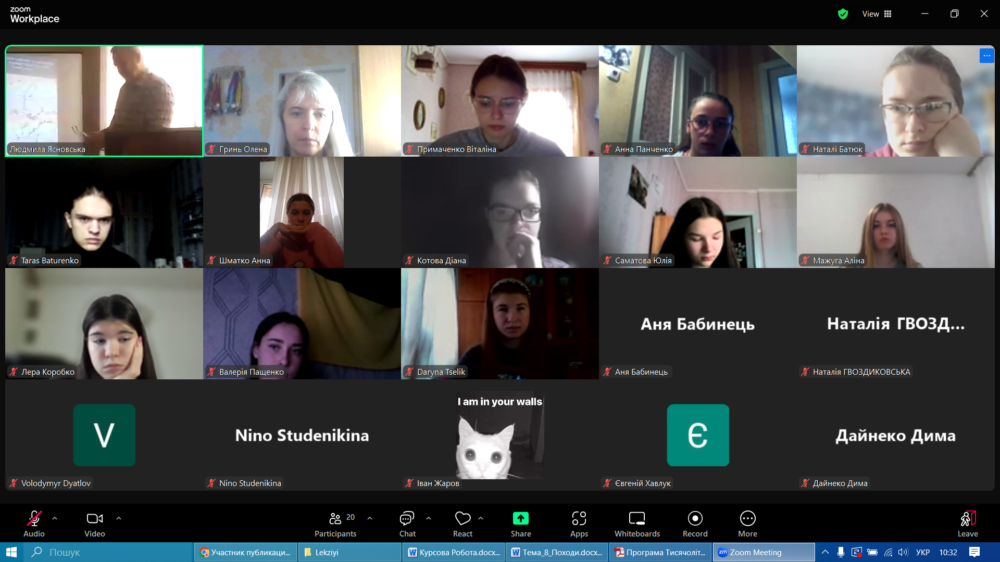 zoom
Workplace
View
Людмила Ясновська
Гринь Олена
Примаченко Віталіна
Анна Панченко
Наталі Батюк
Taras Baturenko
Шматко Анна
Котова Діана
Саматова Юлія
Мажуга Аліна
Аня Бабинець
Наталія ГВОЗД...
Лера Коробко
Валерія Пащенко
Daryna Tselik
Аня Бабинець
Наталія ГВОЗДИКОВСЬКА
V
Nino Studenikina
I am in your walls
Є
Дайнеко Дима
Volodymyr Dyatlov
Nino Studenikina
Іван Жаров
Євгеній Хавлук
Дайнеко Дима
20
Audio
Video
Participants
Chat
React
Share
Apps
Whiteboards
Record
More
Leave
Пошук
Участник публикаци...
Lekziyi
Курсова Робота.docx...
Тема_8_Походи.docx...
Програма Тисячоліт...
zm Zoom Meeting
УКР
10:32